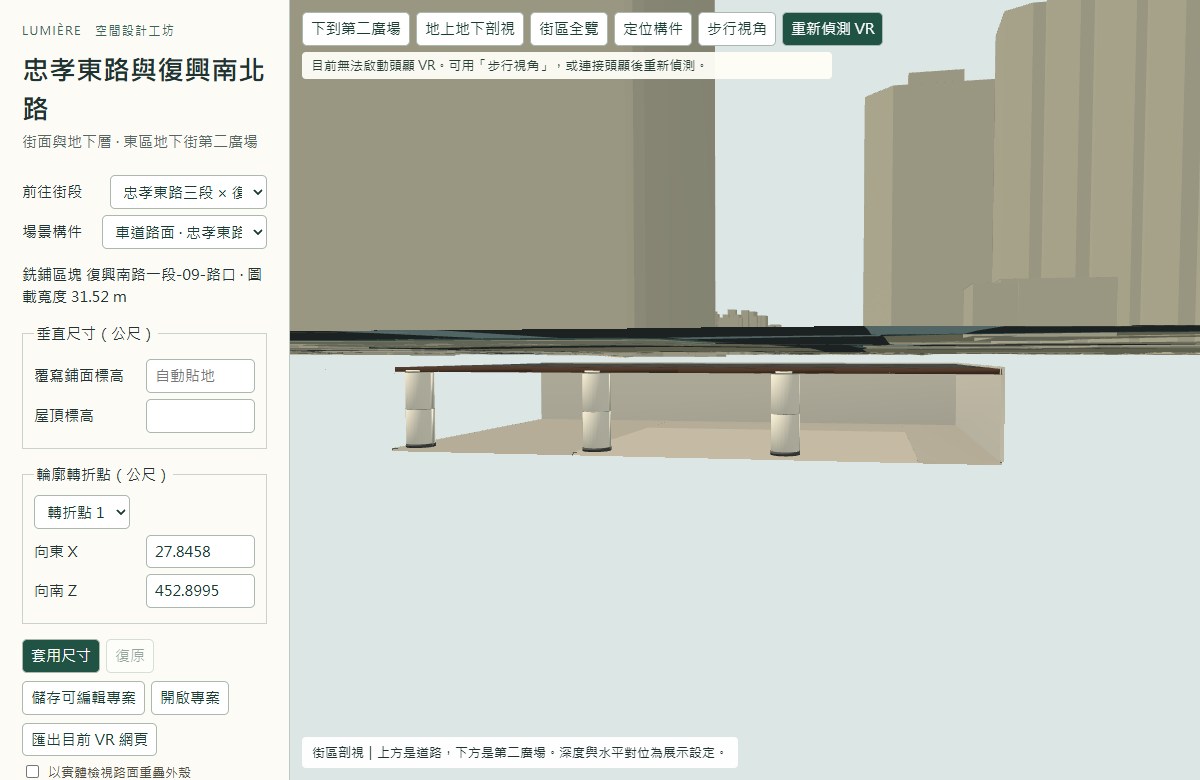 LUMIÈRE 空間設計工坊
忠孝東路與復興南北
路
街面與地下層 · 東區地下街第二廣場
前往街段
忠孝東路三段 × 復
場景構件
車道路面 · 忠孝東路
銑鋪區塊 復興南路一段-09-路口 · 圖
載寬度 31.52 m
垂直尺寸（公尺）
覆寫鋪面標高
自動貼地
屋頂標高
輪廓轉折點（公尺）
轉折點 1
向東 X
27.8458
向南 Z
452.8995
套用尺寸
復原
儲存可編輯專案
開啟專案
匯出目前 VR 網頁
以實體檢視路面重疊外殼
下到第二廣場
地上地下剖視
街區全覽
定位構件
步行視角
重新偵測 VR
目前無法啟動頭顯 VR。可用「步行視角」，或連接頭顯後重新偵測。
街區剖視｜上方是道路，下方是第二廣場。深度與水平對位為展示設定。